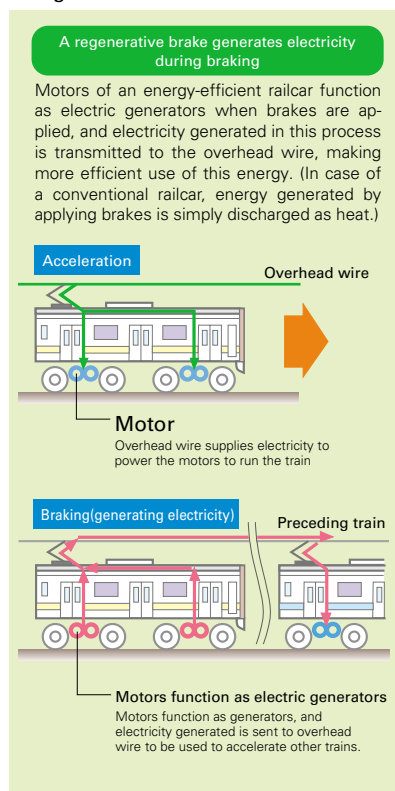 A regenerative brake generates electricity
during braking
Motors of an energy-efficient railcar function
as electric generators when brakes are ap-
plied, and electricity generated in this process
is transmitted to the overhead wire, making
more efficient use of this energy. (In case of
a conventional railcar, energy generated by
applying brakes is simply discharged as heat.)
Acceleration
Overhead wire
Motor
Overhead wire supplies electricity to
power the motors to run the train
Braking(generating electricity)
Preceding train
Motors function as electric generators
Motors function as generators, and
electricity generated is sent to overhead
wire to be used to accelerate other trains.